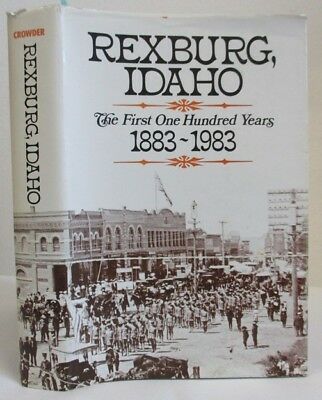 CROWDER
REXBURG, IDAHO
REXBURG,
IDAHO
The First One Hundred Years
1883~1983